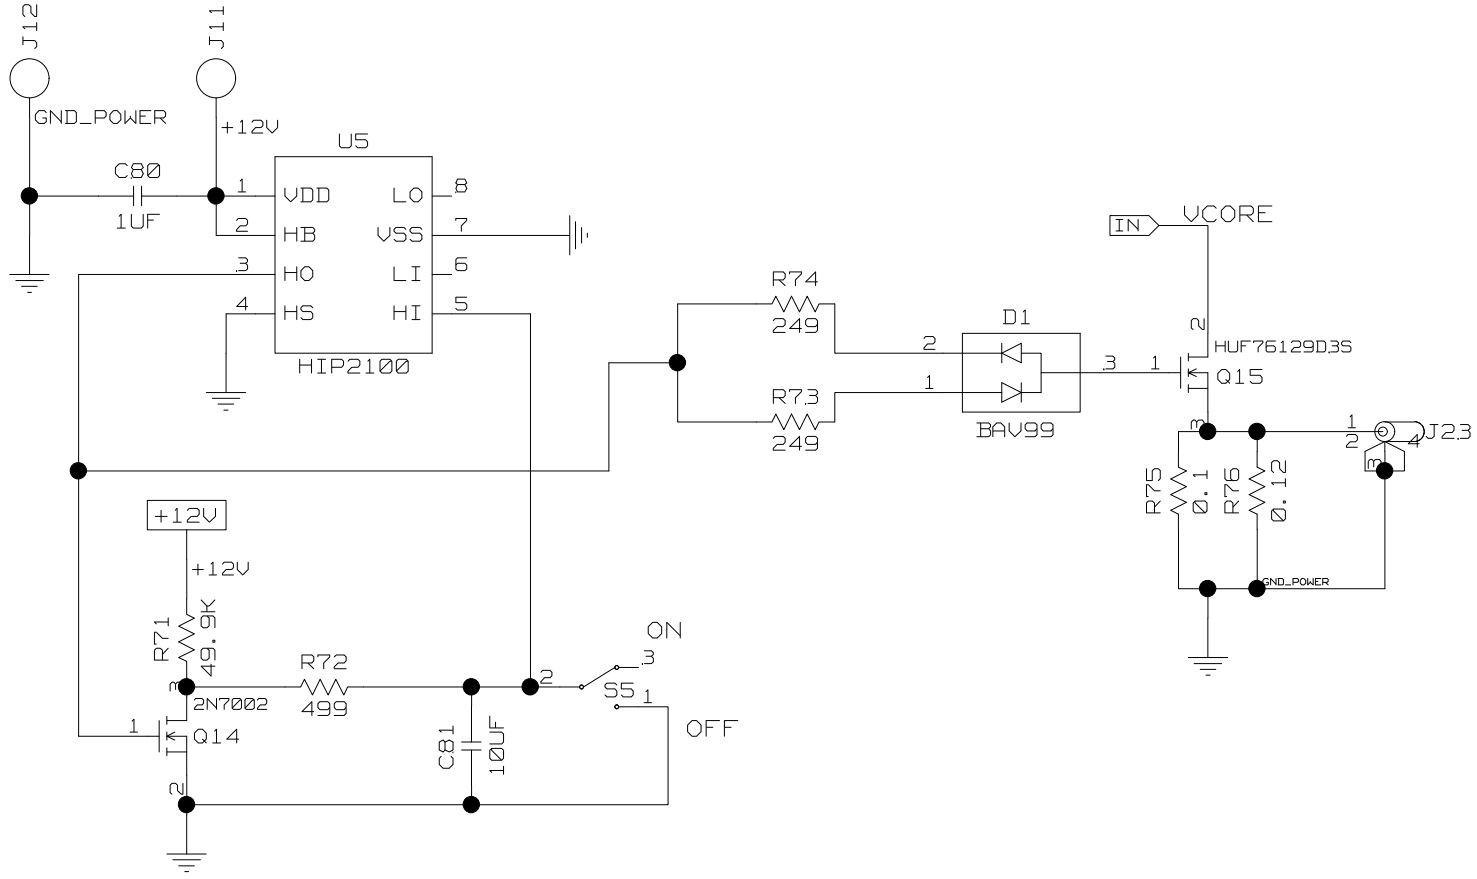 J12
J11
GND_POWER
+12V
U5
C80
1UF
1 VDD LO 8
2 HB VSS 7
3 HO LI 6
4 HS HI 5
HIP2100
IN VCORE
R74
249
D1
2
1
3
R73
249
BAV99
2
HUF76129D3S
1
Q15
3
1
2
4
J23
3
R75
0.1
R76
0.12
GND_POWER
+12V
+12V
R71
49.9K
3
2N7002
1
Q14
2
R72
499
C81
10UF
ON
2
3
S5
1
OFF